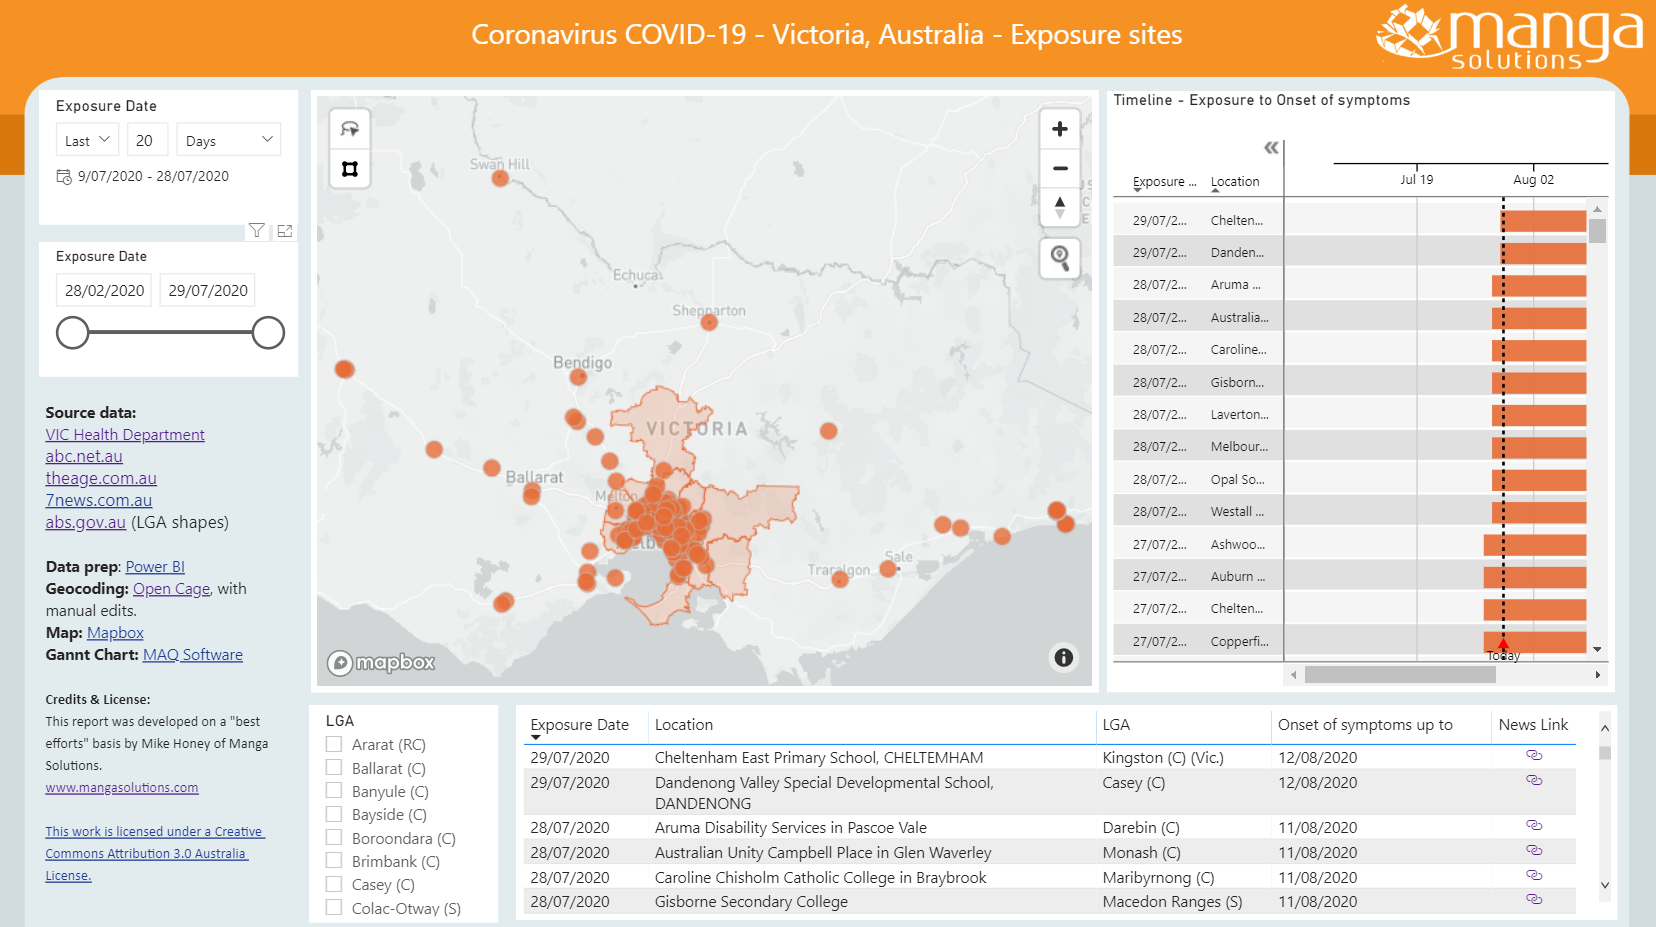 Coronavirus COVID-19 - Victoria, Australia - Exposure sites
manga
solutions
Exposure Date
Last 20 Days
9/07/2020 - 28/07/2020
Exposure Date
28/02/2020 29/07/2020
Source data:
VIC Health Department
abc.net.au
theage.com.au
7news.com.au
abs.gov.au (LGA shapes)
Data prep: Power BI
Geocoding: Open Cage, with
manual edits.
Map: Mapbox
Gannt Chart: MAQ Software
Credits & License:
This report was developed on a "best
efforts" basis by Mike Honey of Manga
Solutions.
www.mangasolutions.com
This work is licensed under a Creative
Commons Attribution 3.0 Australia
License.
Swan Hill
Echuca
Shepparton
Bendigo
VICTORIA
Ballarat
Melton
Traralgon
Sale
mapbox
Timeline - Exposure to Onset of symptoms
Jul 19 Aug 02
Exposure ... Location
29/07/2... Chelten...
29/07/2... Danden...
28/07/2... Aruma ...
28/07/2... Australia...
28/07/2... Caroline...
28/07/2... Gisborn...
28/07/2... Laverton...
28/07/2... Melbour...
28/07/2... Opal So...
28/07/2... Westall ...
27/07/2... Ashwoo...
27/07/2... Auburn ...
27/07/2... Chelten...
27/07/2... Copperfi...
Today
LGA
Ararat (RC)
Ballarat (C)
Banyule (C)
Bayside (C)
Boroondara (C)
Brimbank (C)
Casey (C)
Colac-Otway (S)
Exposure Date Location LGA Onset of symptoms up to News Link
29/07/2020 Cheltenham East Primary School, CHELTEMHAM Kingston (C) (Vic.) 12/08/2020
29/07/2020 Dandenong Valley Special Developmental School, Casey (C) 12/08/2020
DANDENONG
28/07/2020 Aruma Disability Services in Pascoe Vale Darebin (C) 11/08/2020
28/07/2020 Australian Unity Campbell Place in Glen Waverley Monash (C) 11/08/2020
28/07/2020 Caroline Chisholm Catholic College in Braybrook Maribyrnong (C) 11/08/2020
28/07/2020 Gisborne Secondary College Macedon Ranges (S) 11/08/2020